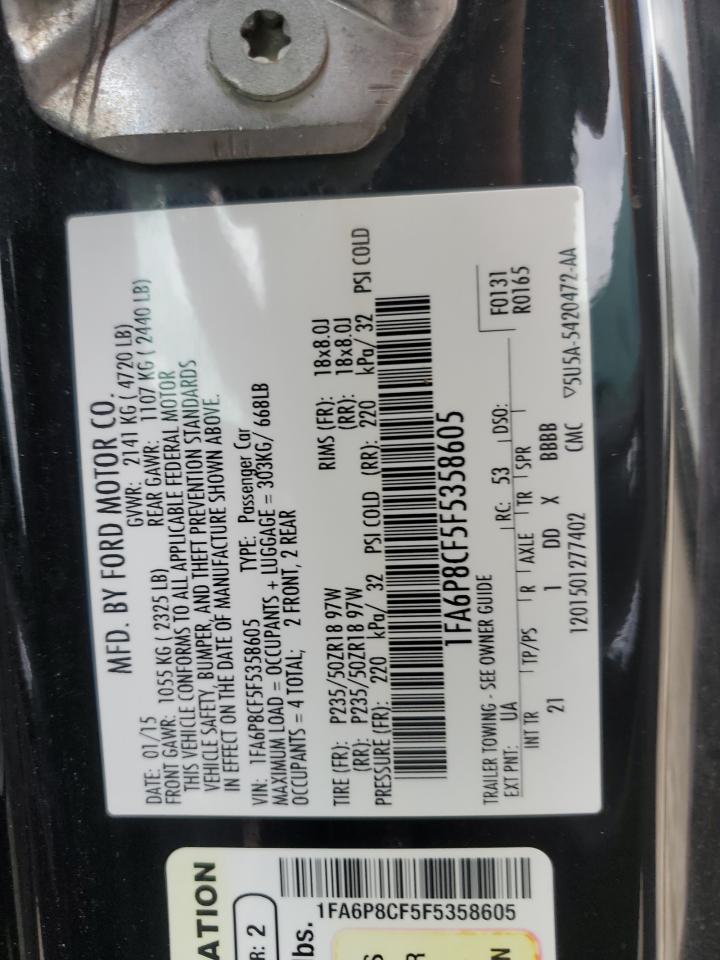 MFD. BY FORD MOTOR CO.
DATE: 01/15 GVWR: 2141 KG ( 4720 LB)
FRONT GAWR: 1055 KG ( 2325 LB) REAR GAWR: 1107 KG ( 2440 LB)
THIS VEHICLE CONFORMS TO ALL APPLICABLE FEDERAL MOTOR
VEHICLE SAFETY, BUMPER, AND THEFT PREVENTION STANDARDS
IN EFFECT ON THE DATE OF MANUFACTURE SHOWN ABOVE.
VIN: 1FA6P8CF5F5358605 TYPE: Passenger Car
MAXIMUM LOAD = OCCUPANTS + LUGGAGE = 303KG/ 668LB
OCCUPANTS = 4 TOTAL; 2 FRONT, 2 REAR
TIRE (FR): P235/50ZR18 97W RIMS (FR): 18x8.0J
(RR): P235/50ZR18 97W (RR): 18x8.0J
PRESSURE (FR): 220 kPa/ 32 PSI COLD (RR): 220 kPa/ 32 PSI COLD
1FA6P8CF5F5358605
TRAILER TOWING - SEE OWNER GUIDE
F0131
EXT PNT: UA RC: 53 DSO: R0165
INT TR TP/PS R AXLE TR SPR
21 1 DD X BBBB
1201501277402 CMC ▽5U5A-5420472-AA
ATION
R: 2
1FA6P8CF5F5358605
lbs.
S
R
N